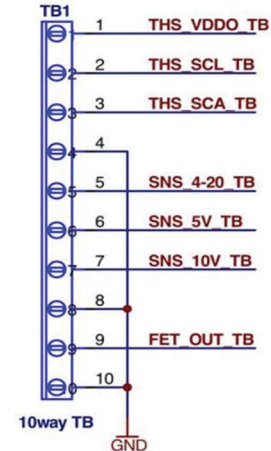 TB1
1 THS_VDDO_TB
2 THS_SCL_TB
3 THS_SCA_TB
4
5 SNS_4-20_TB
6 SNS_5V_TB
7 SNS_10V_TB
8
9 FET_OUT_TB
10
10way TB
GND